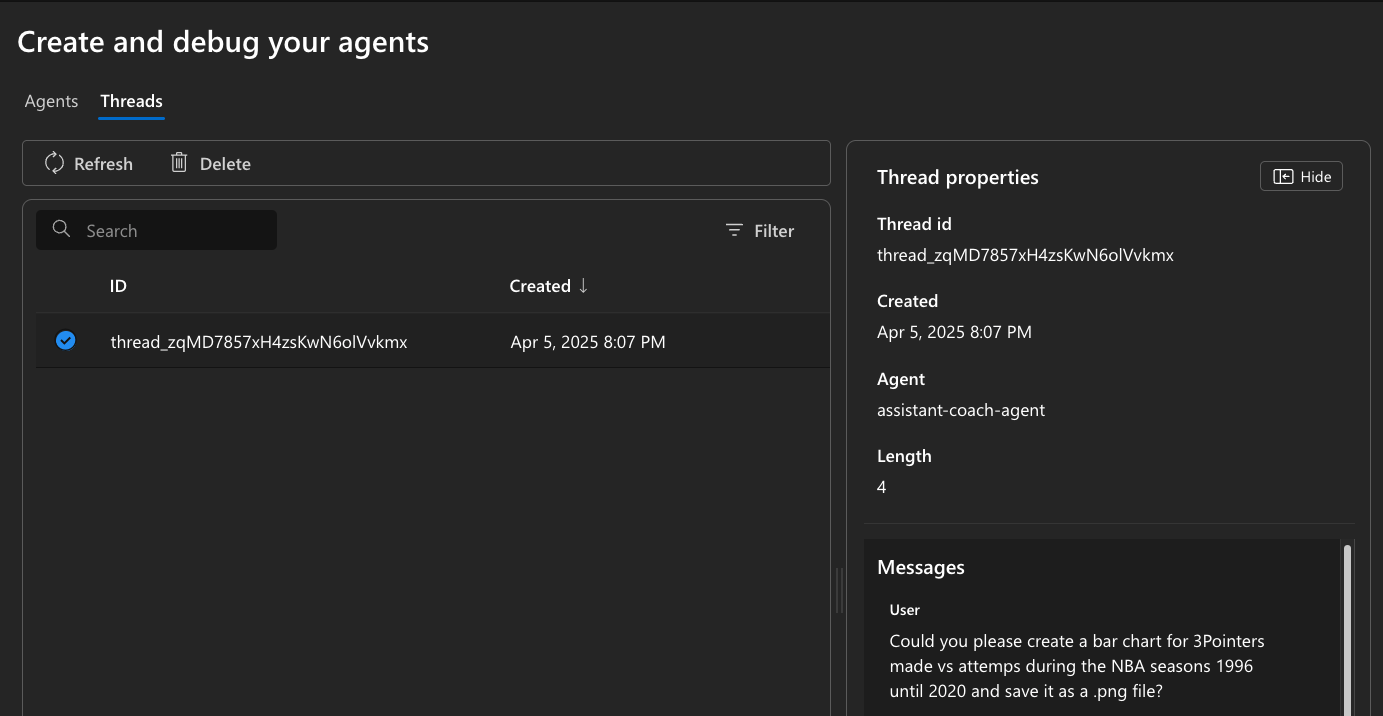 Create and debug your agents
Agents Threads
Refresh Delete
Search Filter
ID Created ↓
thread_zqMD7857xH4zsKwN6olVvkmx Apr 5, 2025 8:07 PM
Thread properties Hide
Thread id
thread_zqMD7857xH4zsKwN6olVvkmx
Created
Apr 5, 2025 8:07 PM
Agent
assistant-coach-agent
Length
4
Messages
User
Could you please create a bar chart for 3Pointers
made vs attemps during the NBA seasons 1996
until 2020 and save it as a .png file?